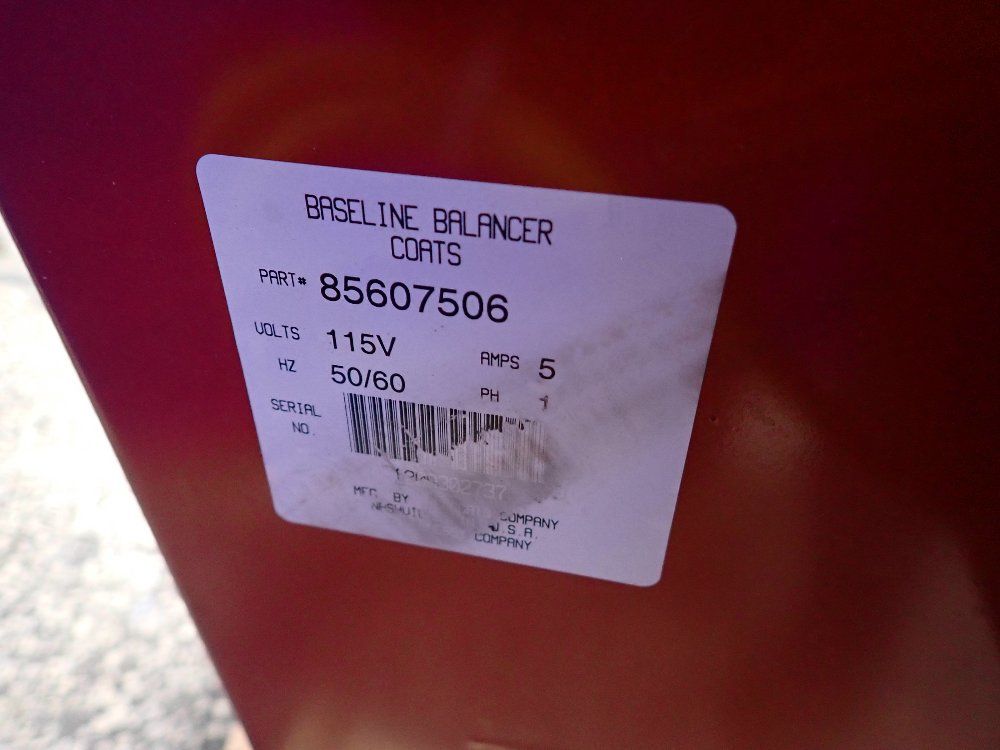 BASELINE BALANCER
COATS
PART# 85607506
VOLTS 115V AMPS 5
HZ 50/60 PH 1
SERIAL
NO.
MFG BY COMPANY
U.S.A.
COMPANY